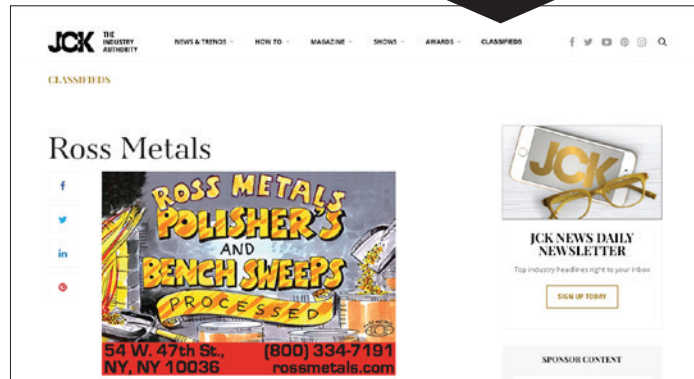 JCK THE
INDUSTRY
AUTHORITY
NEWS & TRENDS
HOW TO
MAGAZINE
SHOWS
AWARDS
CLASSIFIEDS
CLASSIFIEDS
Ross Metals
ROSS METALS
POLISHER'S
AND
BENCH SWEEPS
PROCESSED
54 W. 47th St.,
NY, NY 10036
(800) 334-7191
rossmetals.com
JCK
JCK NEWS DAILY
NEWSLETTER
Top industry headlines right to your inbox
SIGN UP TODAY
SPONSOR CONTENT